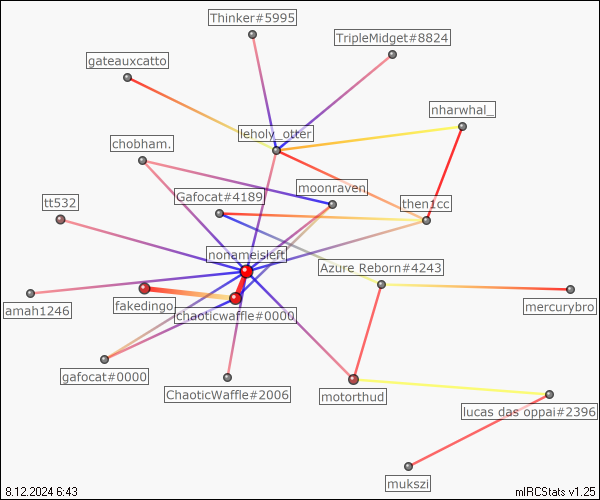 Thinker#5995
TripleMidget#8824
gateauxcatto
nharwhal_
leholy_otter
chobham.
moonraven_
Gafocat#4189
then1cc
tt532
nonameisleft
Azure Reborn#4243
amah1246
fakedingo
chaoticwaffle#0000
mercurybro
gafocat#0000
ChaoticWaffle#2006
motorthud
lucas das oppai#2396
mukszi
8.12.2024 6:43
mIRCStats v1.25